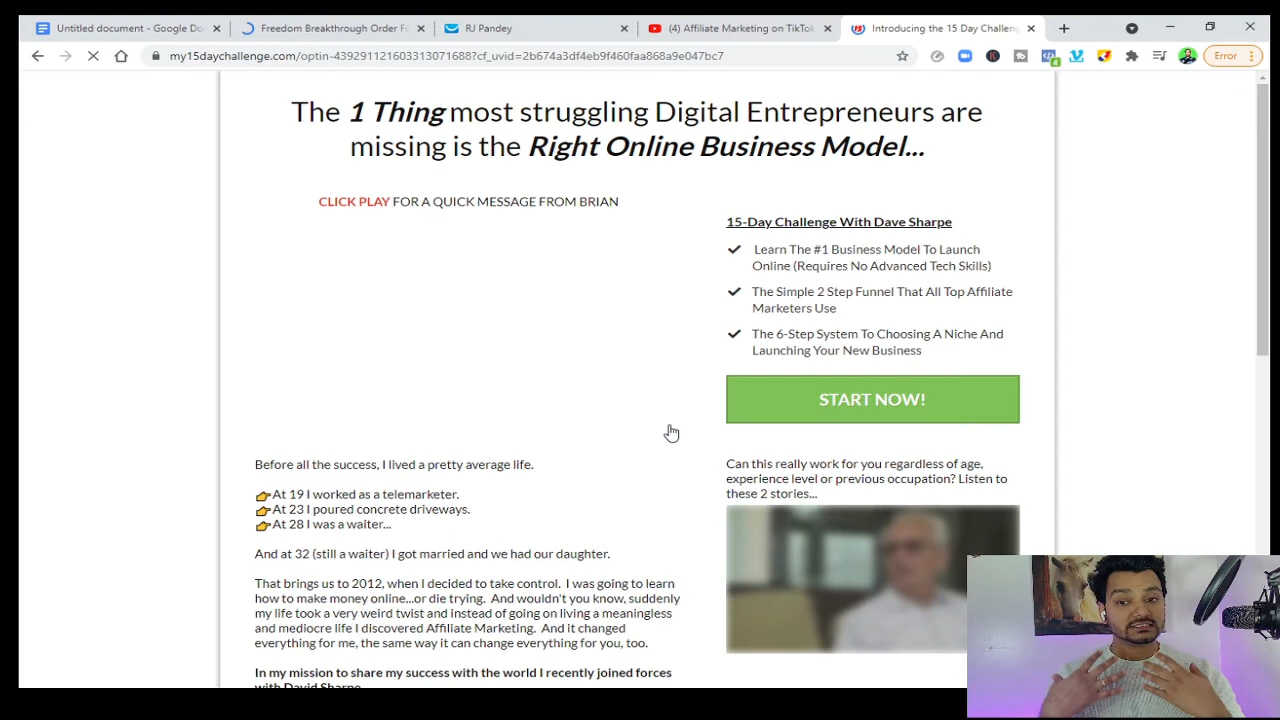 Untitled document - Google Do
Freedom Breakthrough Order Fo
RJ Pandey
(4) Affiliate Marketing on TikTok
Introducing the 15 Day Challeng
my15daychallenge.com/optin-439291121603313071688?cf_uvid=2b674a3df4eb9f460faa868a9e047bc7
4
Error
The 1 Thing most struggling Digital Entrepreneurs are
missing is the Right Online Business Model...
CLICK PLAY FOR A QUICK MESSAGE FROM BRIAN
15-Day Challenge With Dave Sharpe
Learn The #1 Business Model To Launch
Online (Requires No Advanced Tech Skills)
The Simple 2 Step Funnel That All Top Affiliate
Marketers Use
The 6-Step System To Choosing A Niche And
Launching Your New Business
START NOW!
Can this really work for you regardless of age,
experience level or previous occupation? Listen to
these 2 stories...
Before all the success, I lived a pretty average life.
At 19 I worked as a telemarketer.
At 23 I poured concrete driveways.
At 28 I was a waiter...
And at 32 (still a waiter) I got married and we had our daughter.
That brings us to 2012, when I decided to take control. I was going to learn
how to make money online...or die trying. And wouldn't you know, suddenly
my life took a very weird twist and instead of going on living a meaningless
and mediocre life I discovered Affiliate Marketing. And it changed
everything for me, the same way it can change everything for you, too.
In my mission to share my success with the world I recently joined forces
with David Sharpe